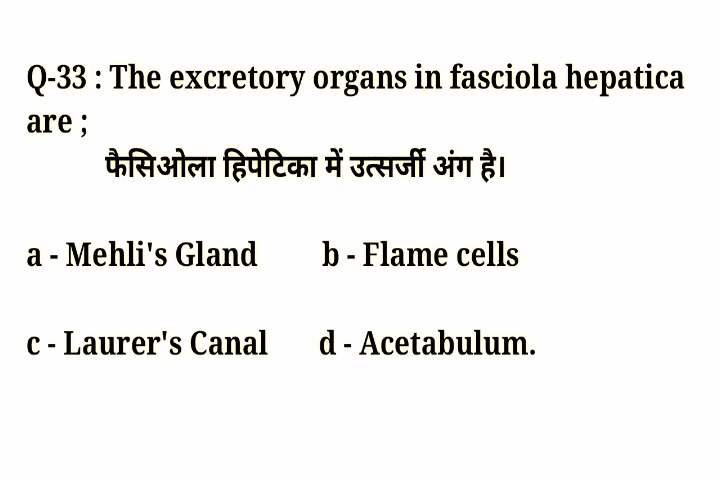 Q-33 : The excretory organs in fasciola hepatica
are ;
फैसिओला हिपेटिका में उत्सर्जी अंग है।
a - Mehli's Gland b - Flame cells
c - Laurer's Canal d - Acetabulum.